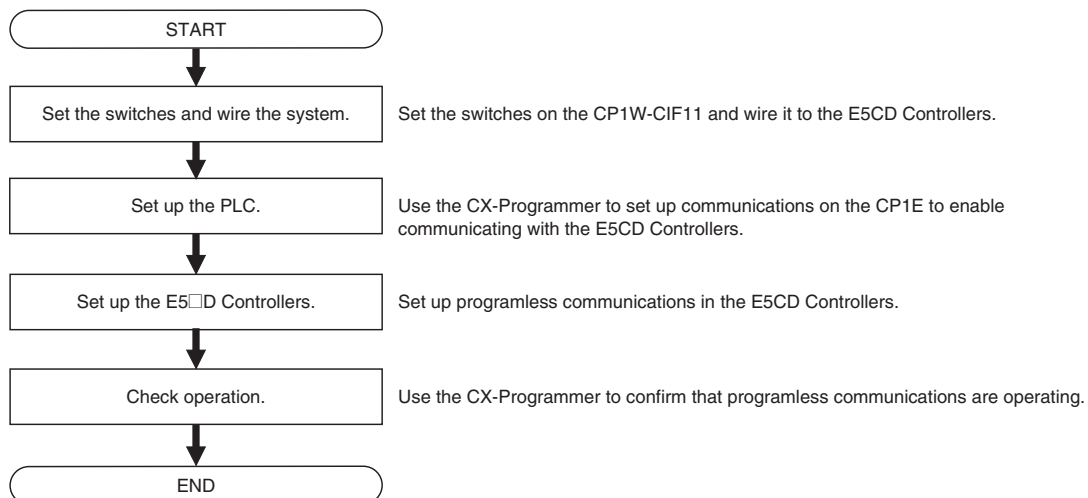 START
Set the switches and wire the system.
Set the switches on the CP1W-CIF11 and wire it to the E5CD Controllers.
Set up the PLC.
Use the CX-Programmer to set up communications on the CP1E to enable
communicating with the E5CD Controllers.
Set up the E5□D Controllers.
Set up programless communications in the E5CD Controllers.
Check operation.
Use the CX-Programmer to confirm that programless communications are operating.
END